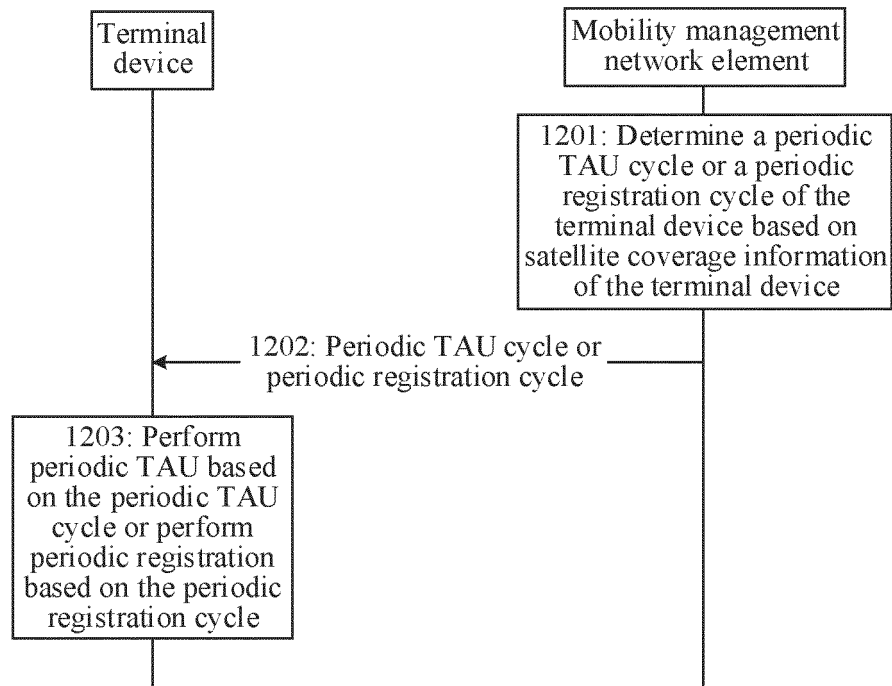 Terminal
device
Mobility management
network element
1201: Determine a periodic
TAU cycle or a periodic
registration cycle of the
terminal device based on
satellite coverage information
of the terminal device
1202: Periodic TAU cycle or
periodic registration cycle
1203: Perform
periodic TAU based
on the periodic TAU
cycle or perform
periodic registration
based on the periodic
registration cycle